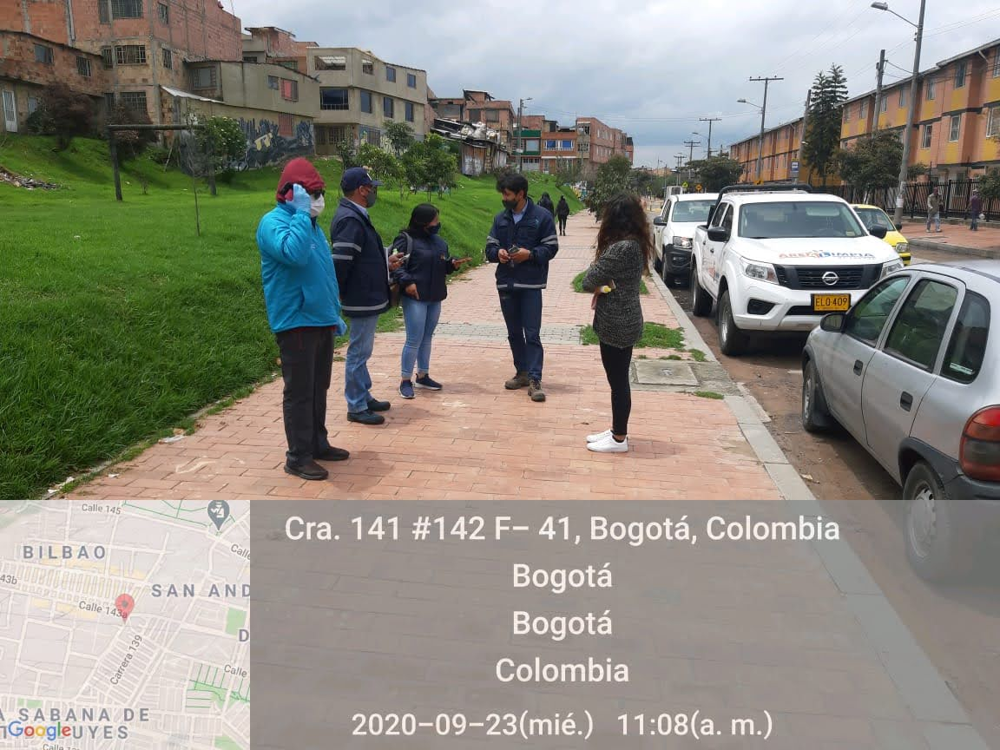 AREA LIMPIA
ELO 409
Cra. 141 #142 F– 41, Bogotá, Colombia
Bogotá
Bogotá
Colombia
2020–09–23(mié.) 11:08(a. m.)
Calle 145
BILBAO
43b
SAN AND
Calle 143a
Carrera 139
Calle
A SABANA DE
UYES
Google
Calle